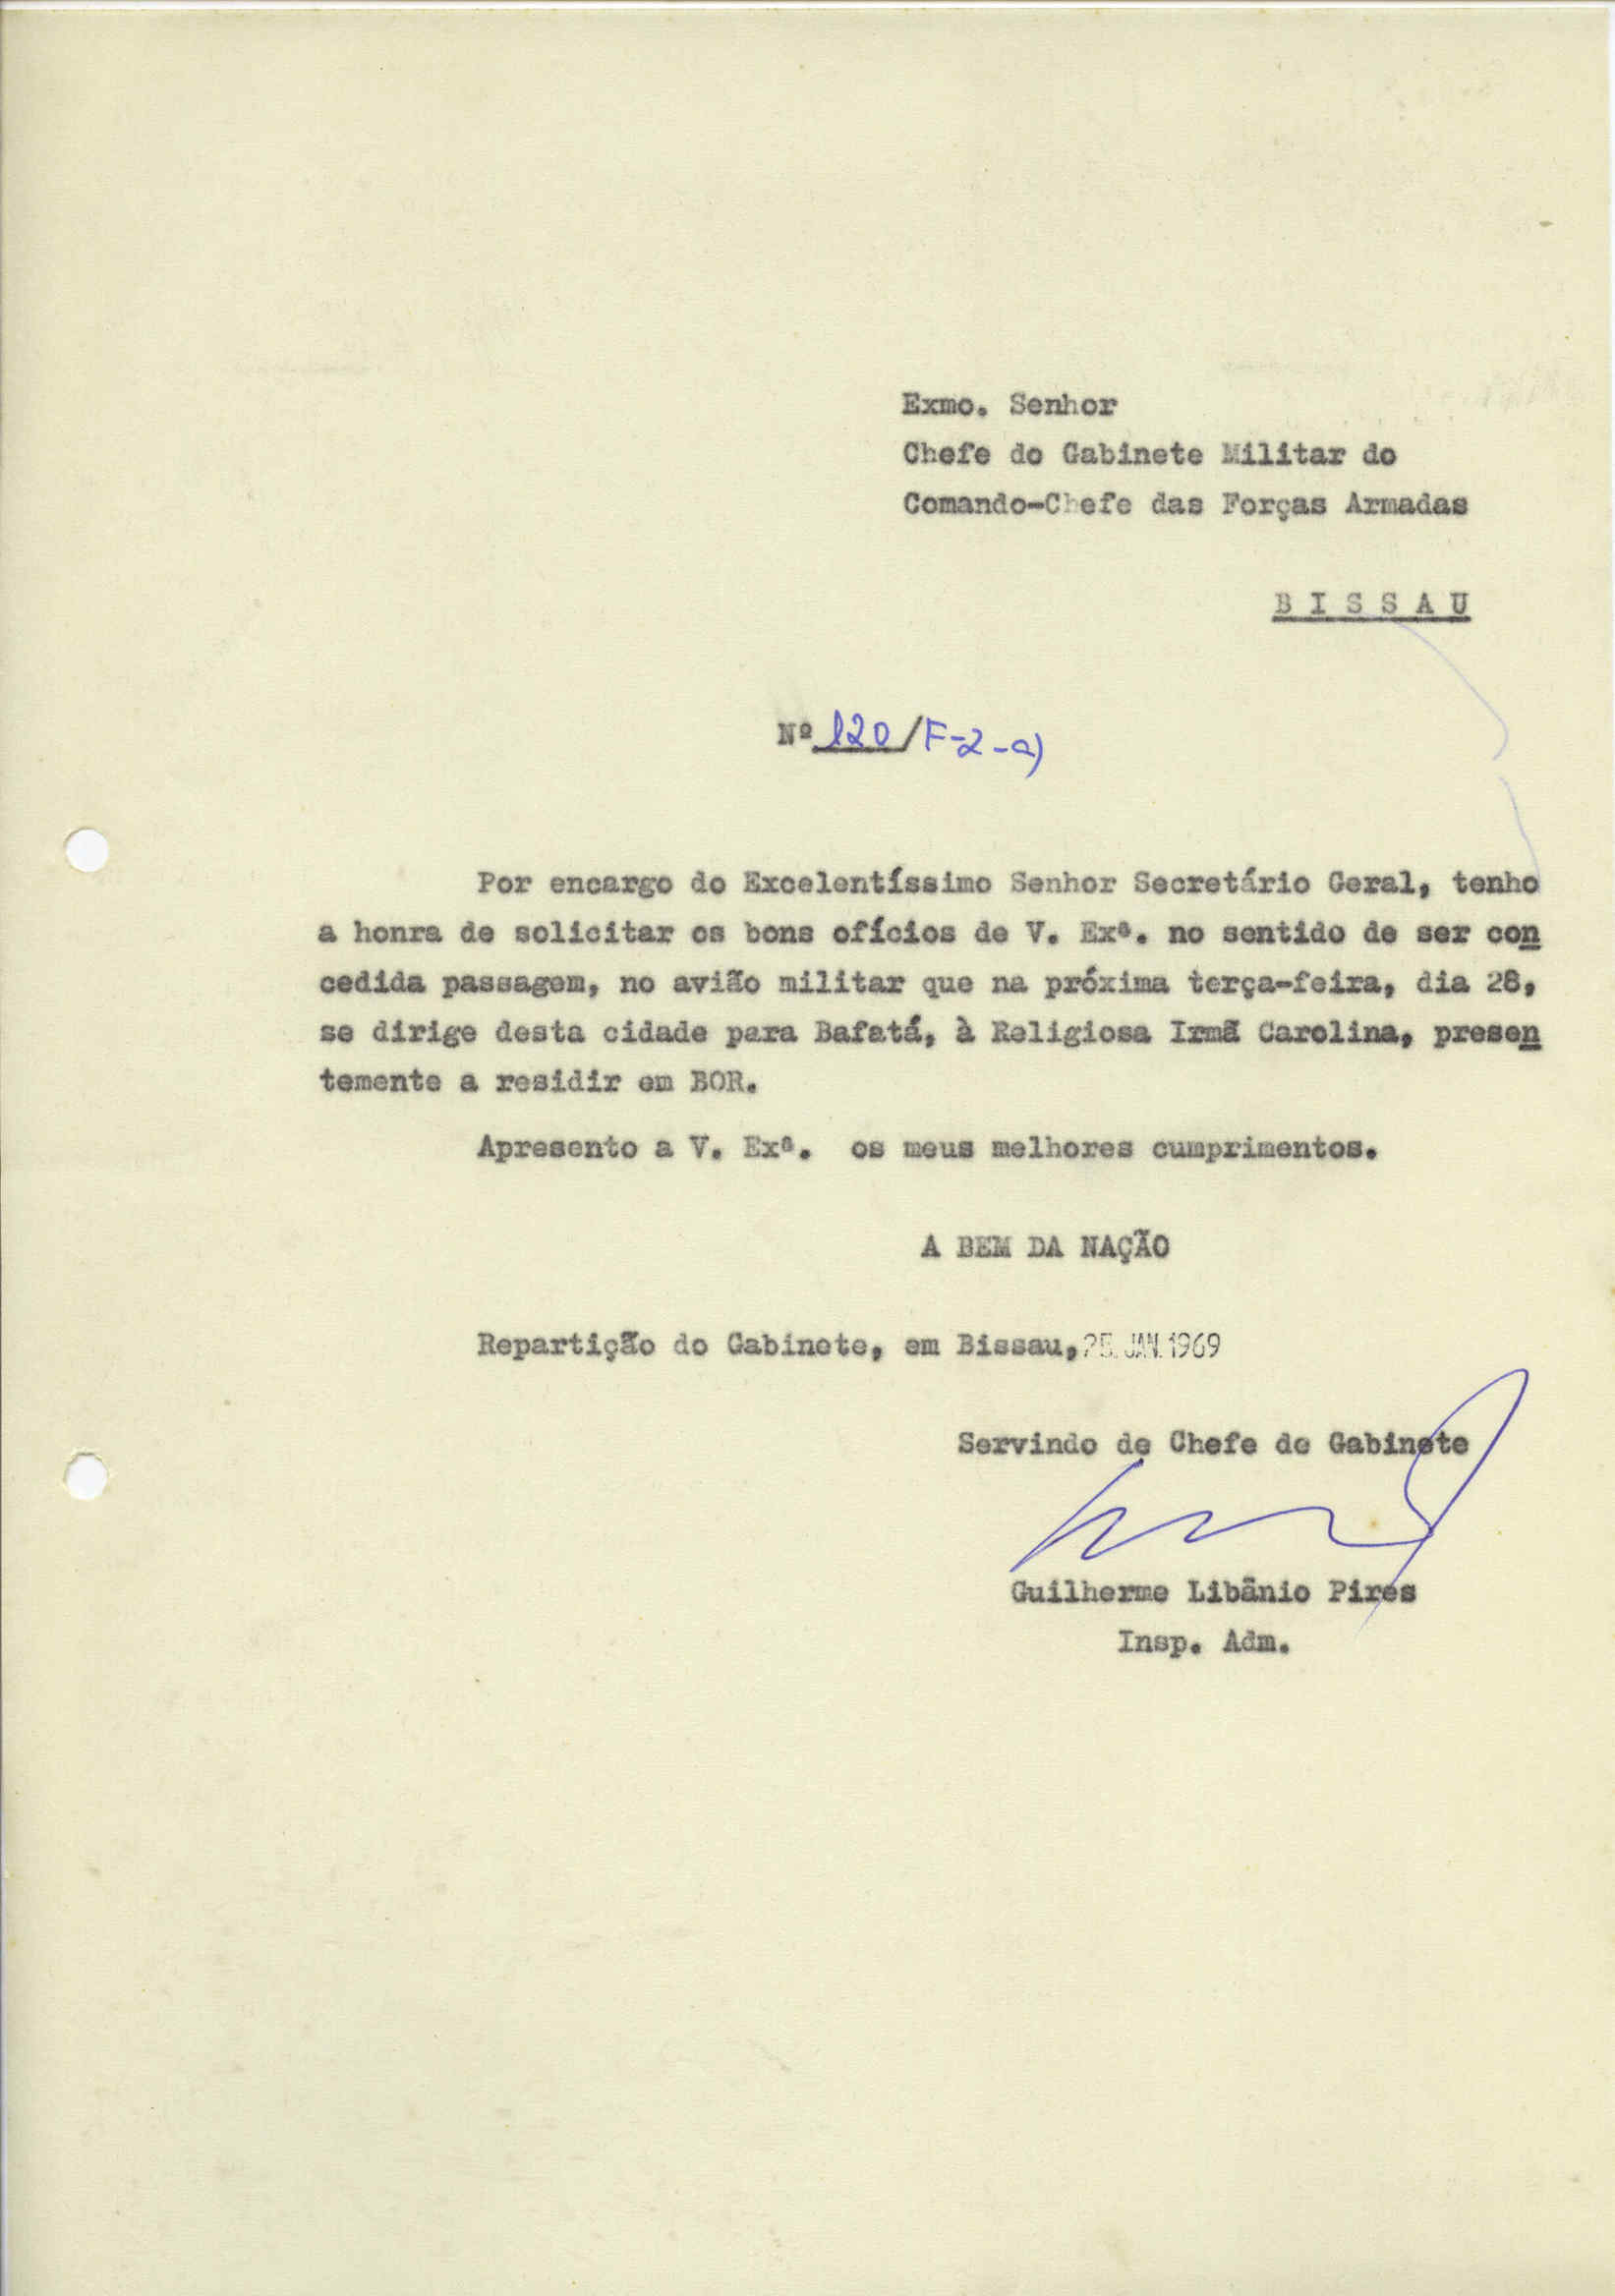 Exmo. Senhor
Chefe do Gabinete Militar do
Comando-Chefe das Forças Armadas
B I S S A U
Nº 120/F-2-a)
Por encargo do Excelentíssimo Senhor Secretário Geral, tenho
a honra de solicitar os bons ofícios de V. Exª. no sentido de ser con
cedida passagem, no avião militar que na próxima terça-feira, dia 28,
se dirige desta cidade para Bafatá, à Religiosa Irmã Carolina, presen
temente a residir em BOR.
Apresento a V. Exª. os meus melhores cumprimentos.
A BEM DA NAÇÃO
Repartição do Gabinete, em Bissau, 25. JAN. 1969
Servindo de Chefe de Gabinete
Guilherme Libânio Pires
Insp. Adm.